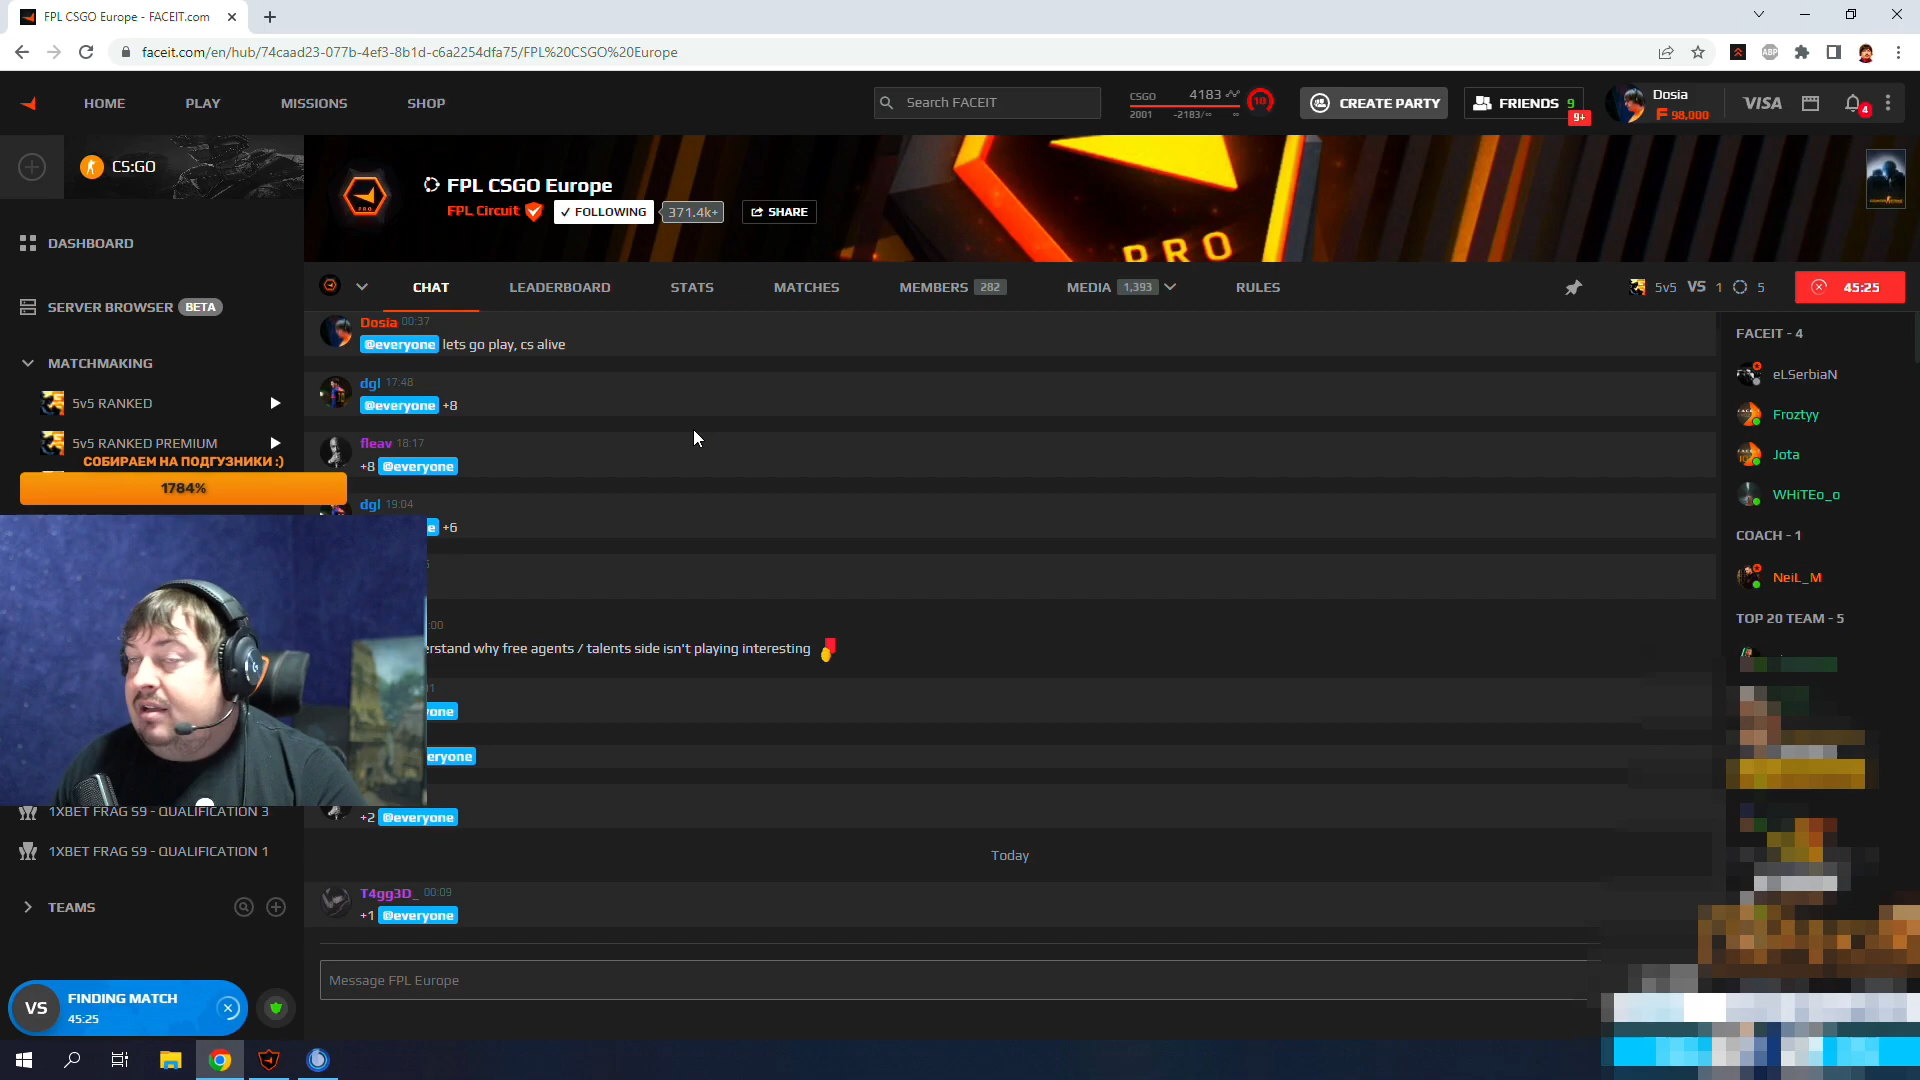 FPL CSGO Europe - FACEIT.com
faceit.com/en/hub/74caad23-077b-4ef3-8b1d-c6a2254dfa75/FPL%20CSGO%20Europe
ABP
HOME
PLAY
MISSIONS
SHOP
Search FACEIT
CSGO
4183
2001
-2183/∞
∞
10
CREATE PARTY
FRIENDS 9
9+
Dosia
98,000
VISA
4
CS:GO
FPL CSGO Europe
FPL Circuit
✓ FOLLOWING
371.4k+
SHARE
PRO
PRO
DASHBOARD
SERVER BROWSER BETA
MATCHMAKING
5v5 RANKED
5v5 RANKED PREMIUM
СОБИРАЕМ НА ПОДГУЗНИКИ :)
1784%
CHAT
LEADERBOARD
STATS
MATCHES
MEMBERS 282
MEDIA 1,393
RULES
5v5 VS 1 5
45:25
Dosia 00:37
@everyone lets go play, cs alive
dgl 17:48
@everyone +8
fleav 18:17
+8 @everyone
dgl 19:04
e +6
:00
erstand why free agents / talents side isn't playing interesting
one
eryone
+2 @everyone
Today
T4gg3D_ 00:09
+1 @everyone
Message FPL Europe
FACEIT - 4
eLSerbiaN
Froztyy
Jota
WHiTEo_o
COACH - 1
NeiL_M
TOP 20 TEAM - 5
1XBET FRAG S9 - QUALIFICATION 3
1XBET FRAG S9 - QUALIFICATION 1
TEAMS
VS
FINDING MATCH
45:25